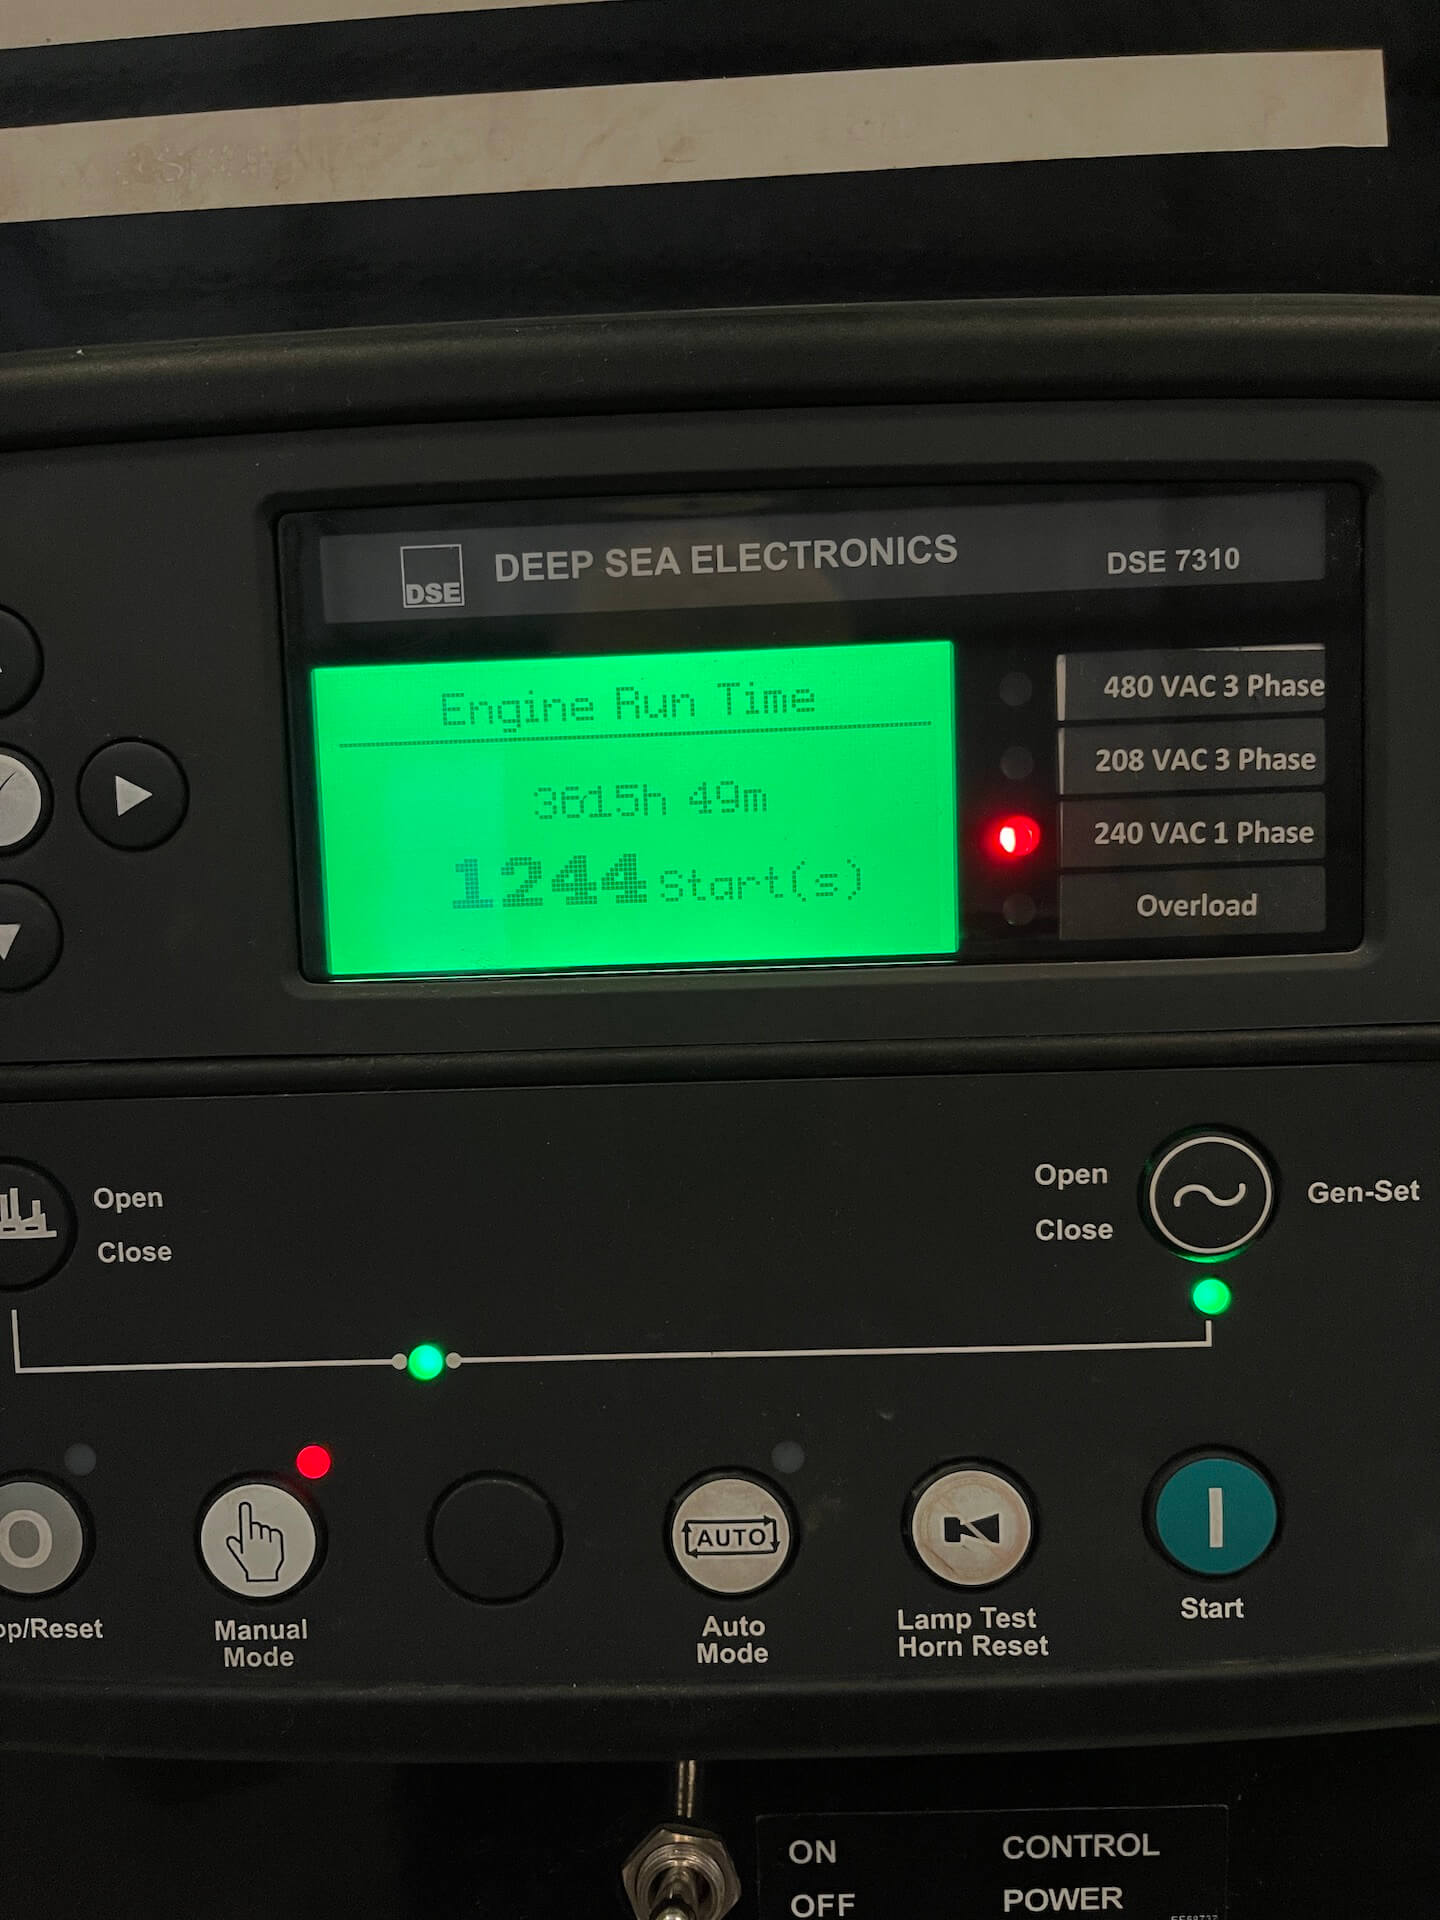 DSE
DEEP SEA ELECTRONICS
DSE 7310
Engine Run Time
3615h 49m
1244 Start(s)
480 VAC 3 Phase
208 VAC 3 Phase
240 VAC 1 Phase
Overload
Open
Close
Open
Close
Gen-Set
op/Reset
Manual
Mode
AUTO
Auto
Mode
Lamp Test
Horn Reset
Start
ON
OFF
CONTROL
POWER